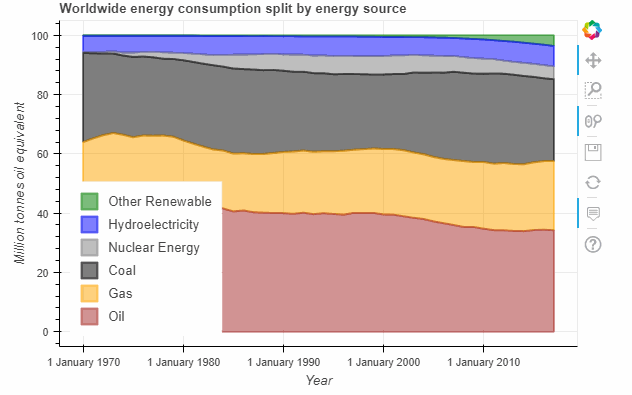 Worldwide energy consumption split by energy source
Million tonnes oil equivalent
100
80
60
40
20
0
Other Renewable
Hydroelectricity
Nuclear Energy
Coal
Gas
Oil
1 January 1970 1 January 1980 1 January 1990 1 January 2000 1 January 2010
Year